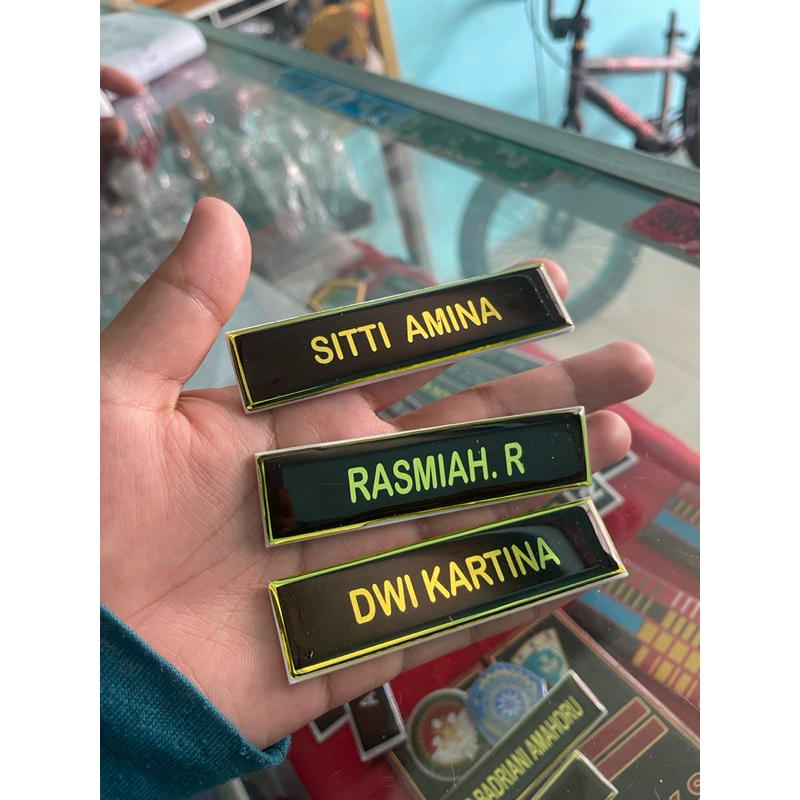 SITTI AMINA
RASMIAH. R
DWI KARTINA
BADRIANI AMAHORU